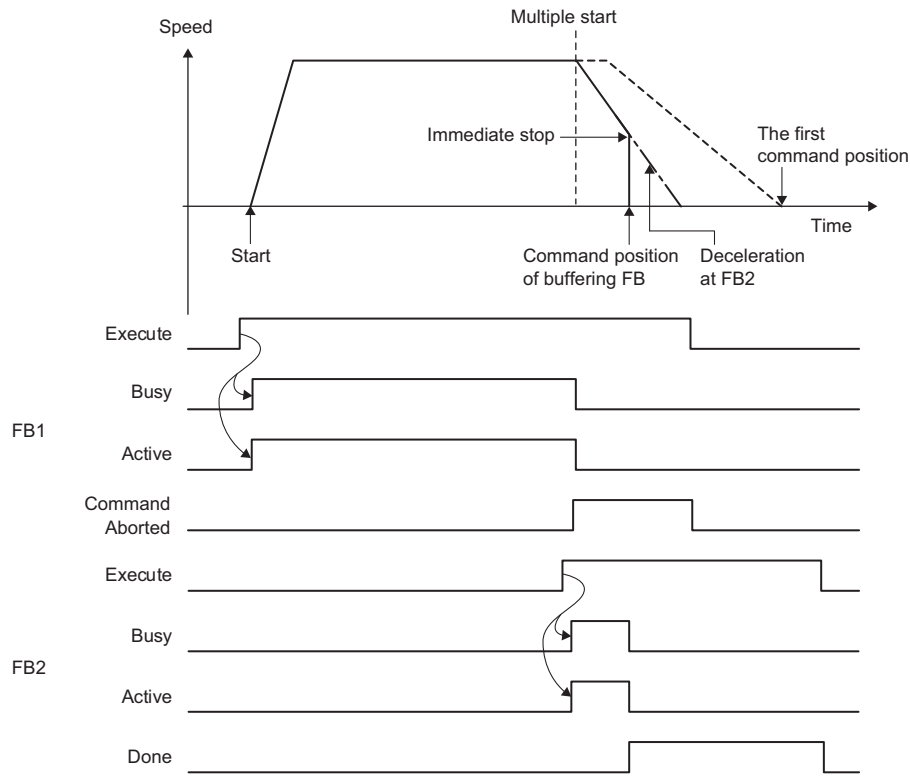 Multiple start
Speed
Immediate stop
The first
command position
Time
Start
Command position
of buffering FB
Deceleration
at FB2
Execute
Busy
FB1
Active
Command
Aborted
Execute
Busy
FB2
Active
Done